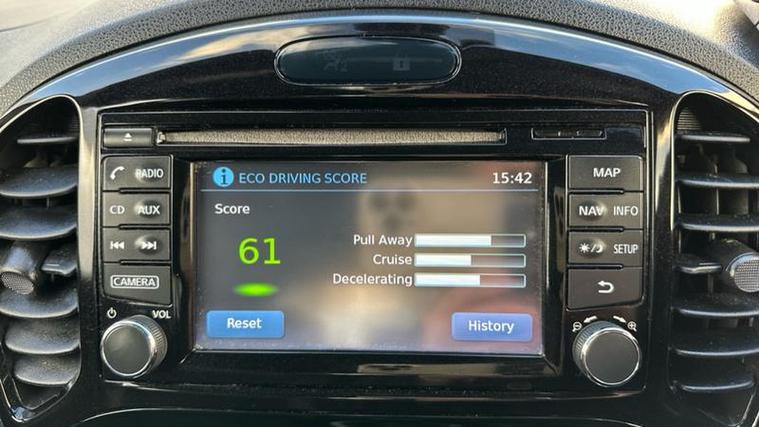 RADIO
MAP
ECO DRIVING SCORE 15:42
CD AUX
NAV INFO
Score
61
Pull Away
Cruise
Decelerating
SETUP
CAMERA
VOL
Reset
History